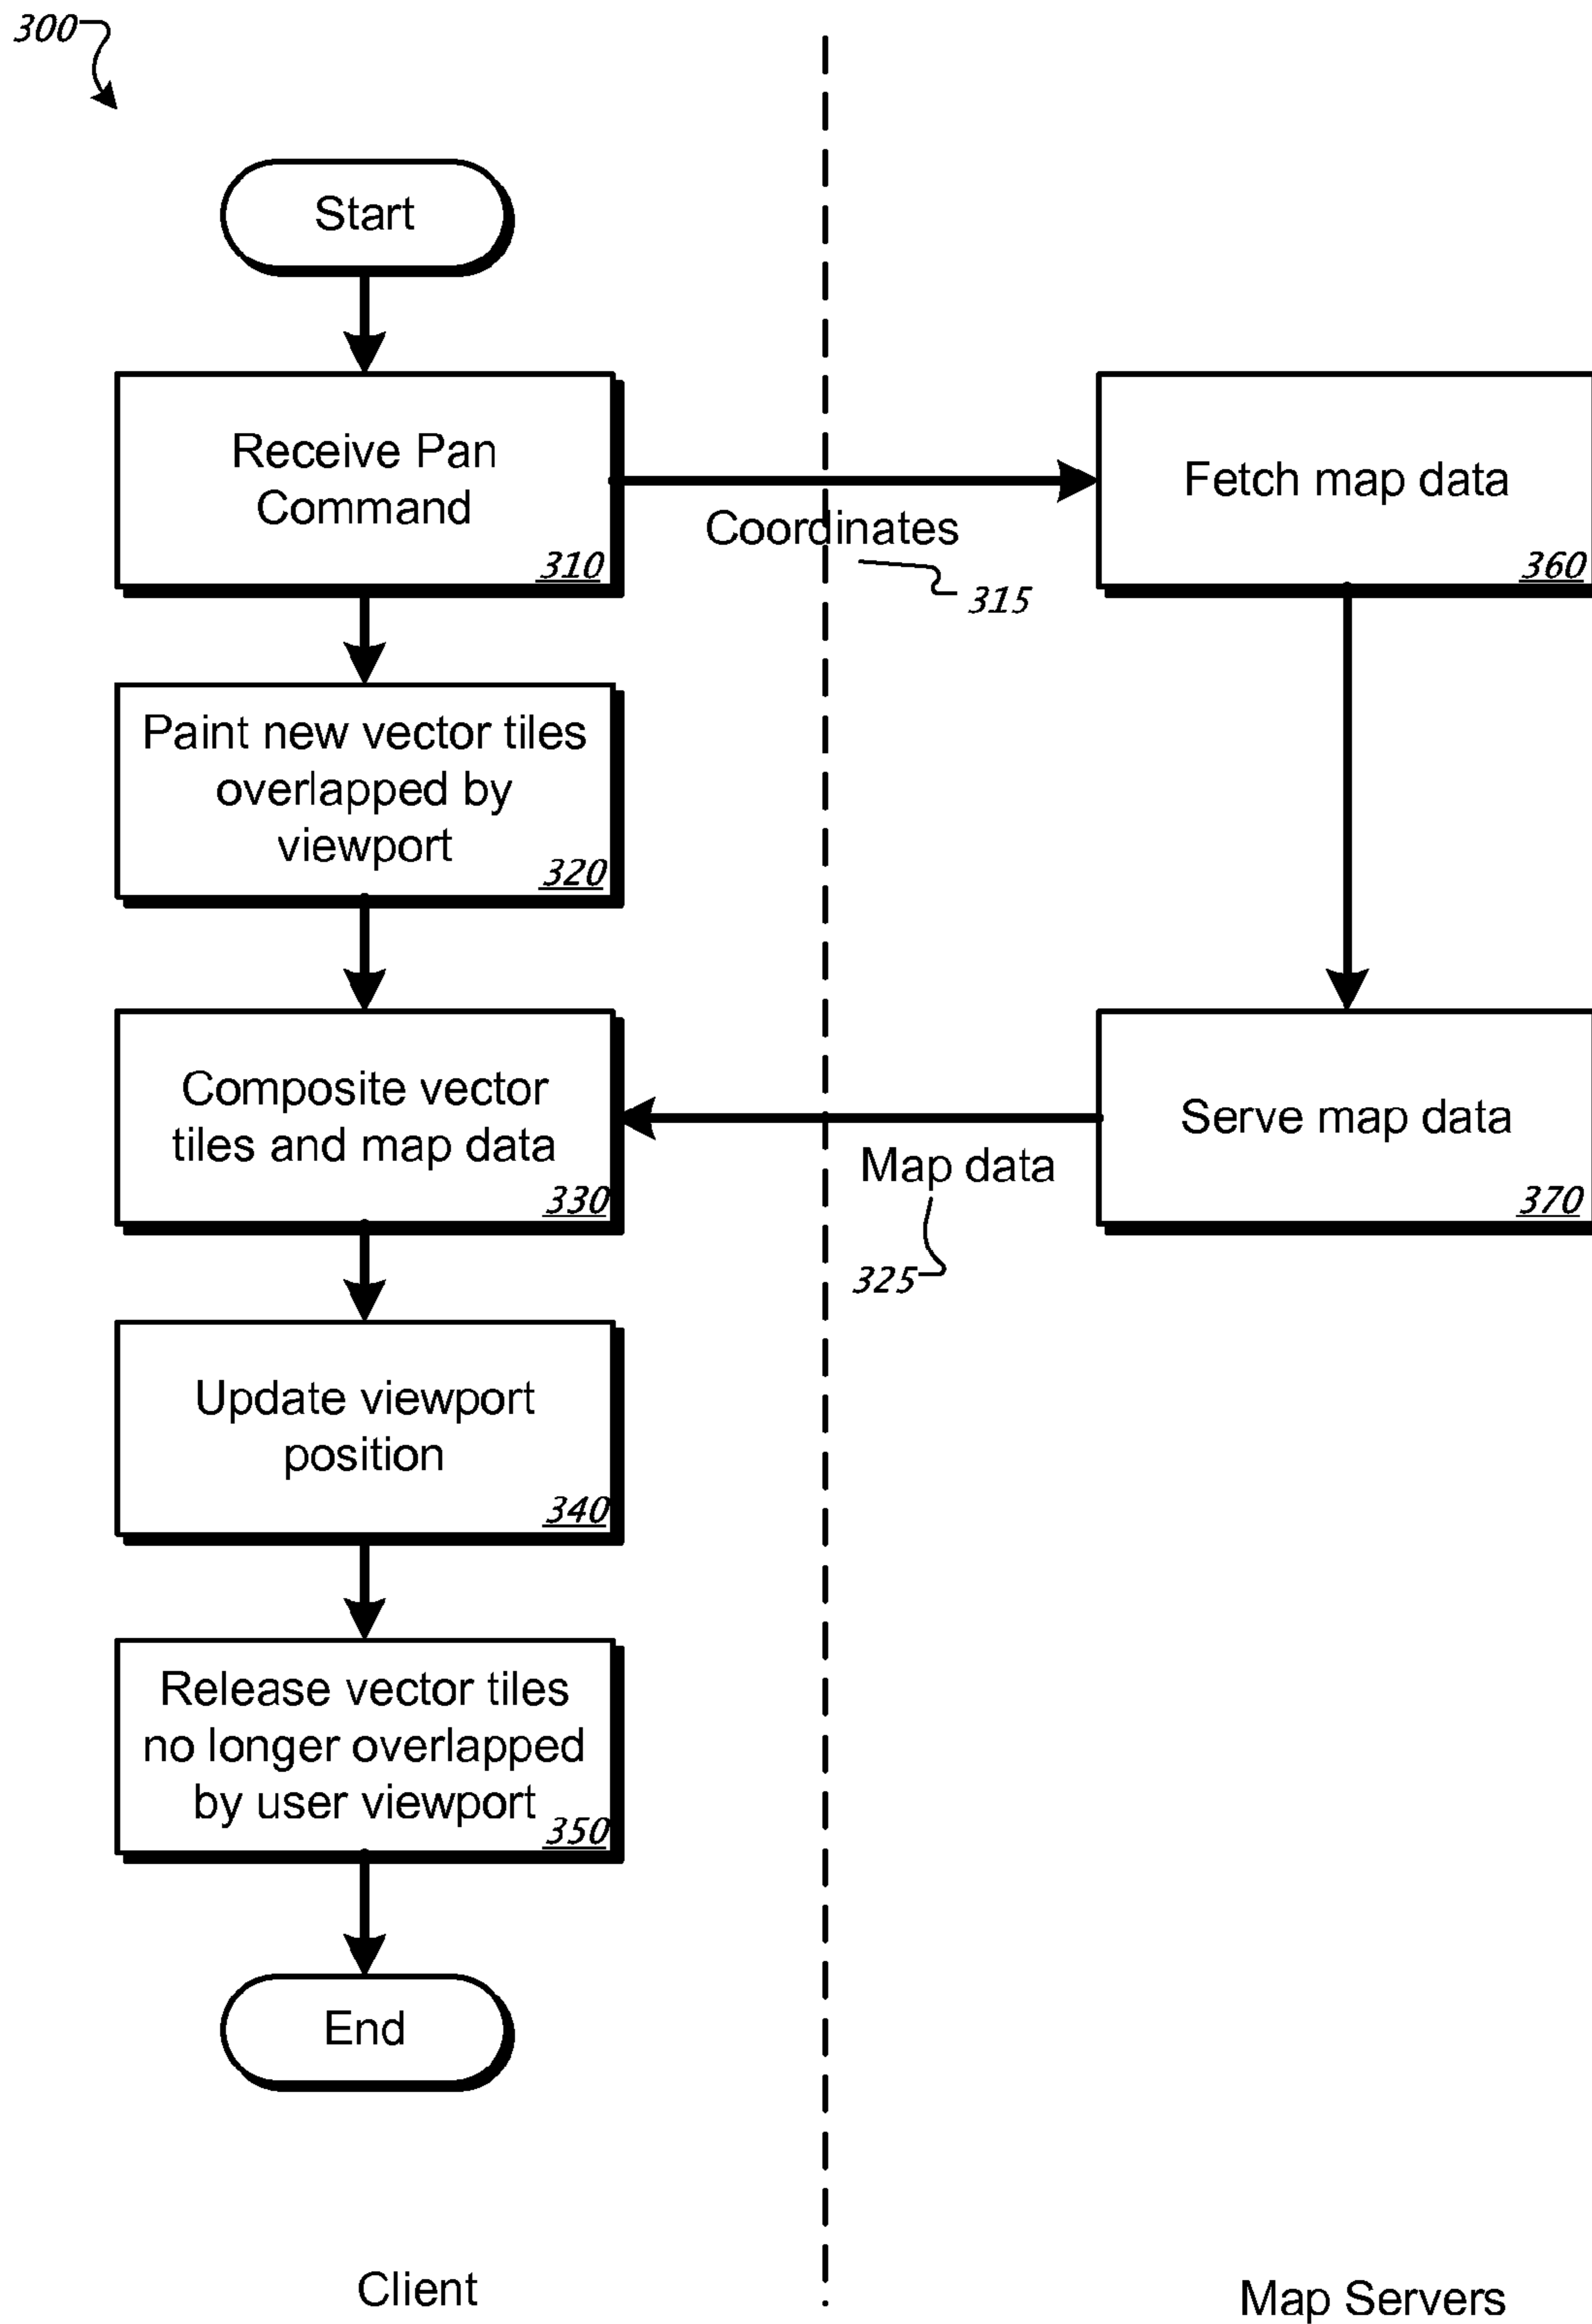 300
Start
Receive Pan
Command
310
Coordinates
315
Fetch map data
360
Paint new vector tiles
overlapped by
viewport
320
Composite vector
tiles and map data
330
Serve map data
370
Map data
325
Update viewport
position
340
Release vector tiles
no longer overlapped
by user viewport
350
End
Client
Map Servers